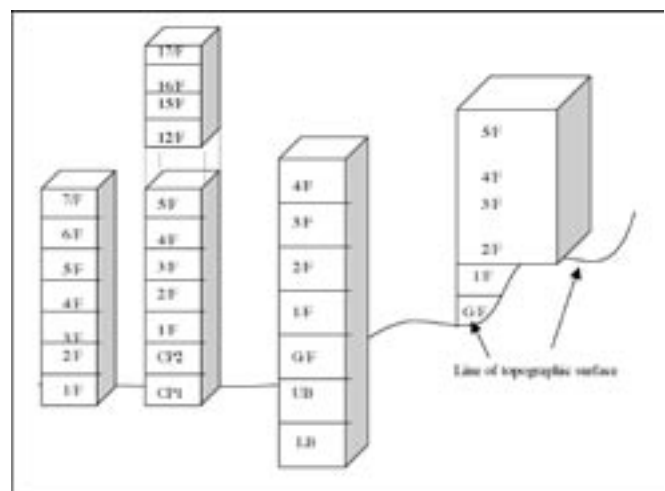 7/F
6/F
5/F
4/F
3/F
2/F
1/F
17/F
16/F
15/F
12/F
5/F
4/F
3/F
2/F
1/F
CP2
CP1
4/F
3/F
2/F
1/F
G/F
UB
LB
5/F
4/F
3/F
2/F
1/F
G/F
Line of topographic surface